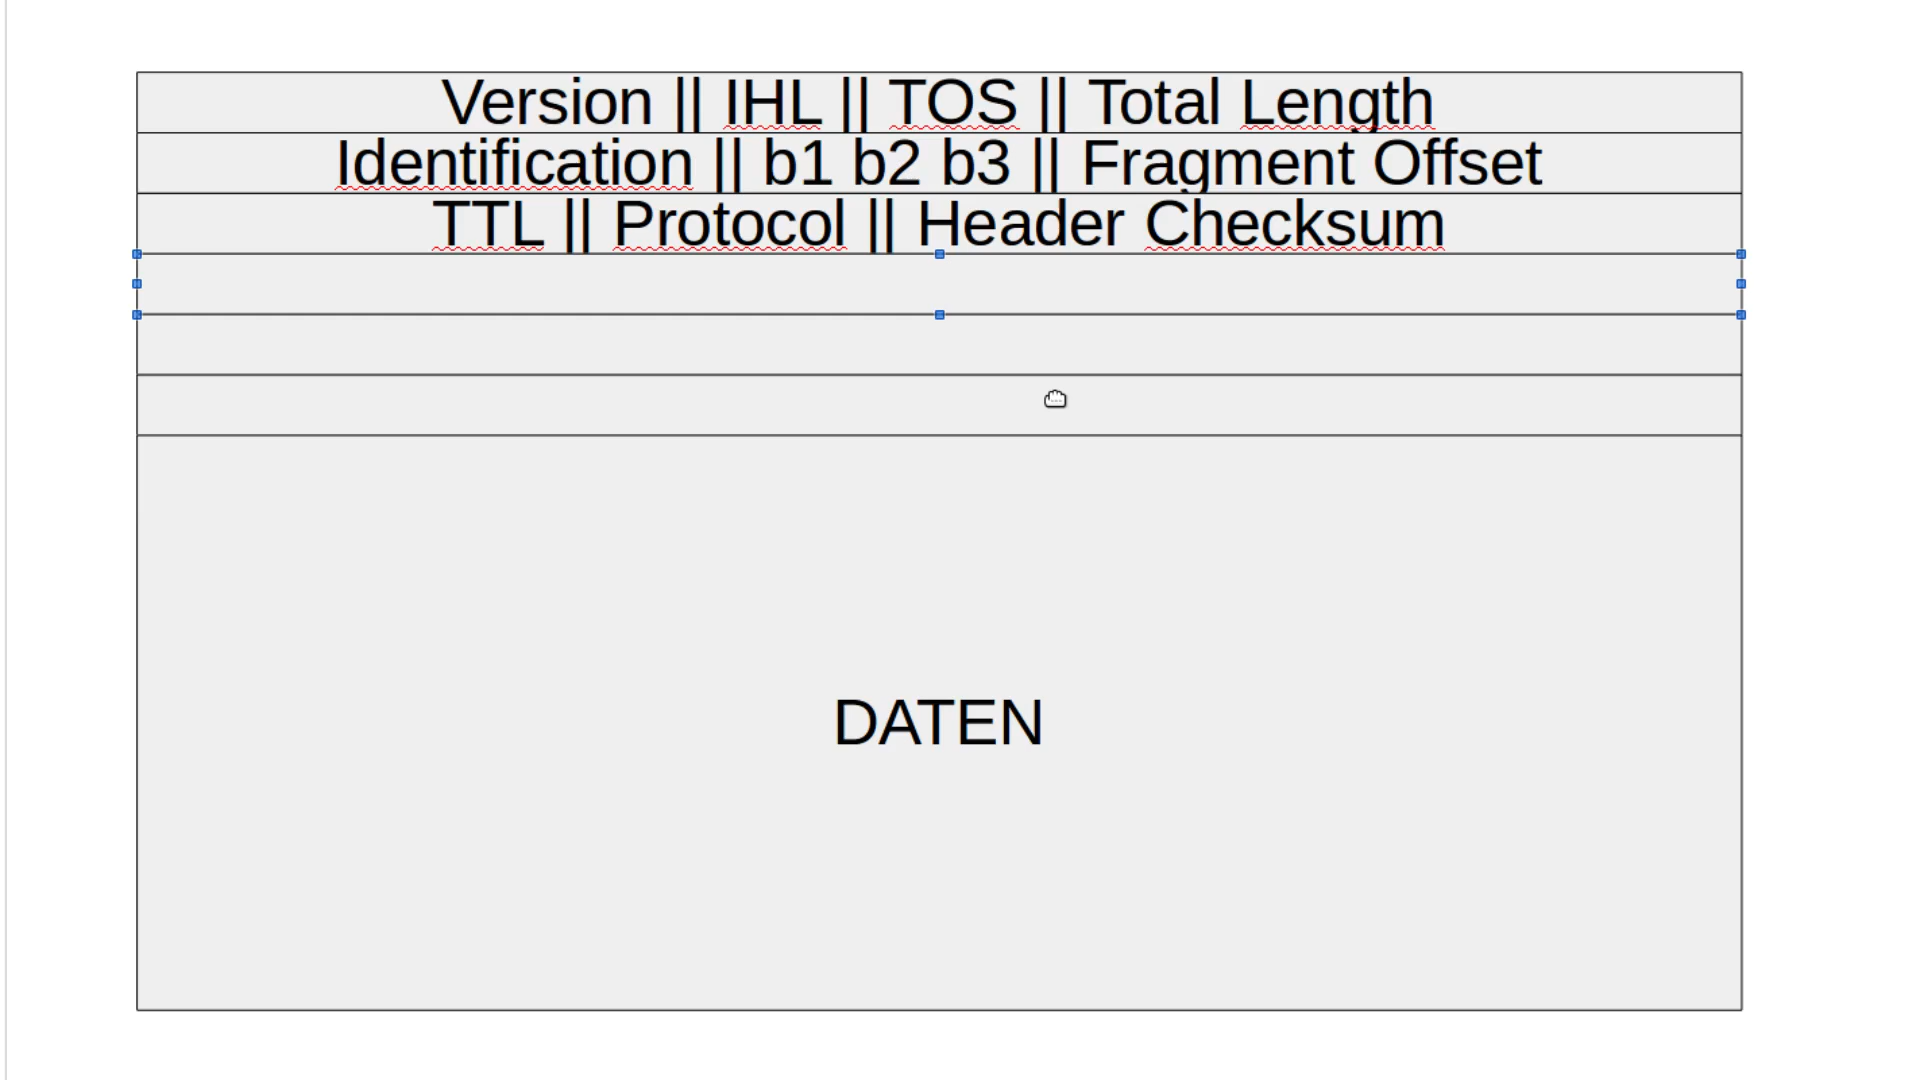 Version || IHL || TOS || Total Length
Identification || b1 b2 b3 || Fragment Offset
TTL || Protocol || Header Checksum
DATEN